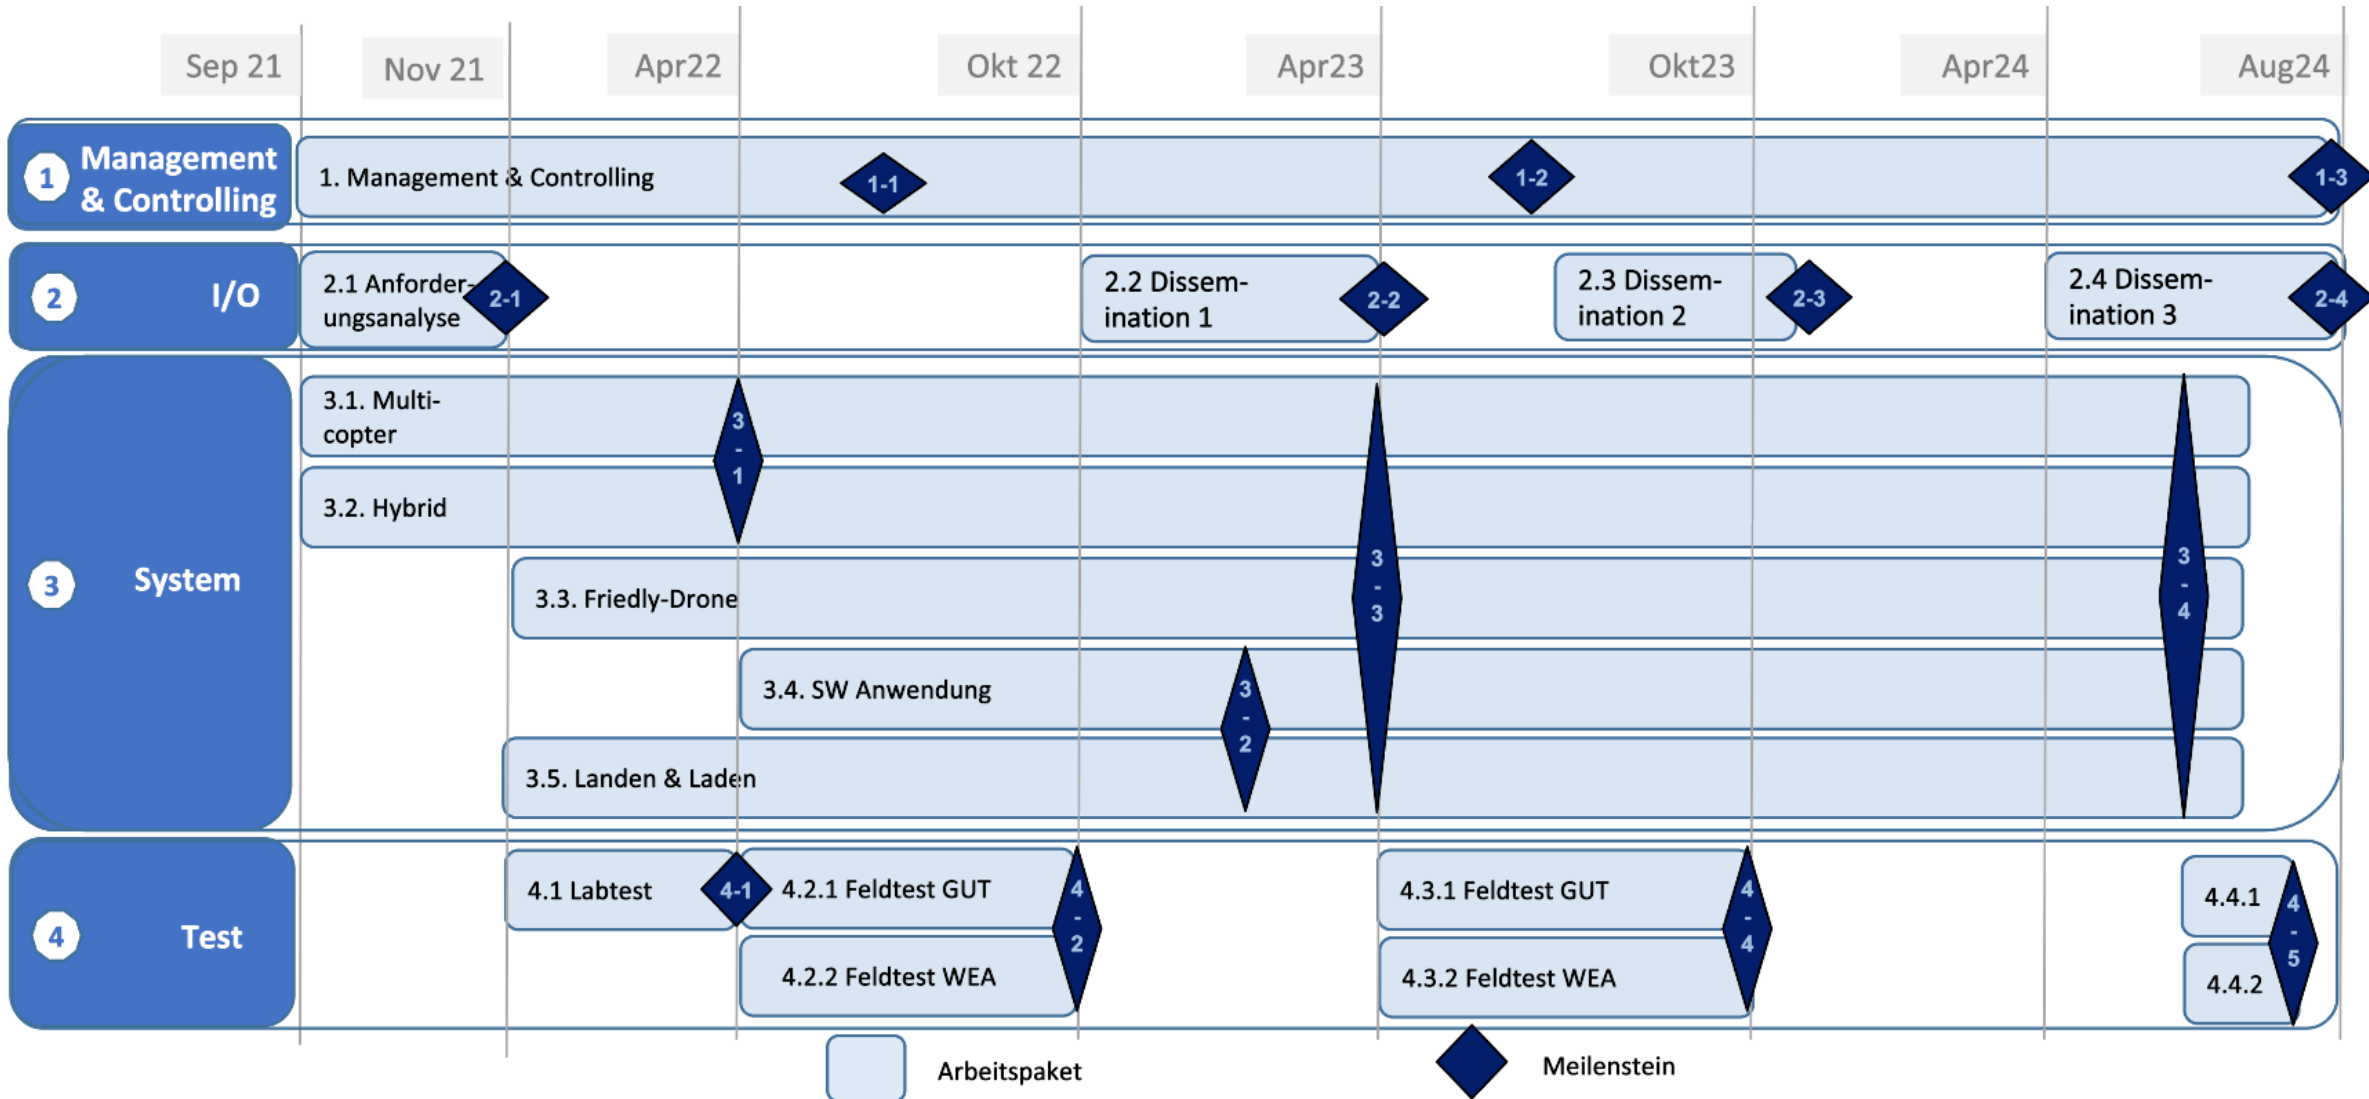 Sep 21
Nov 21
Apr22
Okt 22
Apr23
Okt23
Apr24
Aug24
1
Management
& Controlling
1. Management & Controlling
1-1
1-2
1-3
2
I/O
2.1 Anforder-
ungsanalyse
2-1
2.2 Dissem-
ination 1
2-2
2.3 Dissem-
ination 2
2-3
2.4 Dissem-
ination 3
2-4
3
System
3.1. Multi-
copter
3.2. Hybrid
3
-
1
3.3. Friedly-Drone
3.4. SW Anwendung
3.5. Landen & Laden
3
-
2
3
-
3
3
-
4
4
Test
4.1 Labtest
4-1
4.2.1 Feldtest GUT
4.2.2 Feldtest WEA
4
-
2
4.3.1 Feldtest GUT
4.3.2 Feldtest WEA
4
-
4
4.4.1
4.4.2
4
-
5
Arbeitspaket
Meilenstein